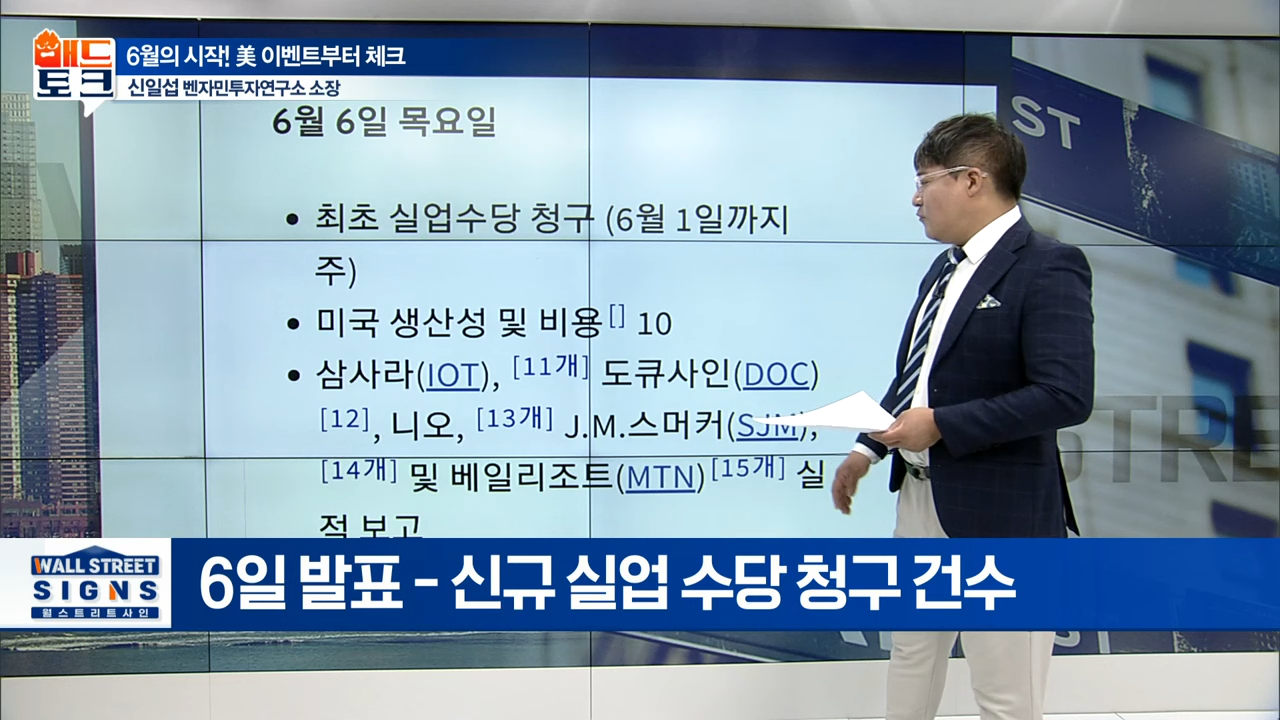 매드
토크
6월의 시작! 美 이벤트부터 체크
신일섭 벤자민투자연구소 소장
6월 6일 목요일
• 최초 실업수당 청구 (6월 1일까지
주)
• 미국 생산성 및 비용 [] 10
• 삼사라(IOT), [11개] 도큐사인(DOC)
[12], 니오, [13개] J.M.스머커(SJM),
[14개] 및 베일리조트(MTN) [15개] 실
적 보고
ST
STRE
WALL STREET
SIGNS
월스트리트사인
6일 발표 - 신규 실업 수당 청구 건수